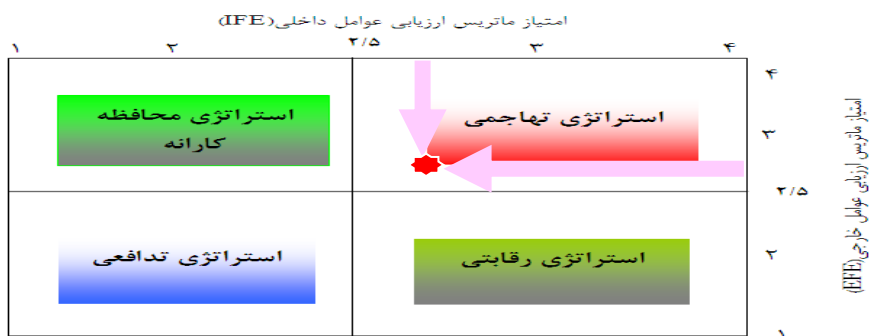 امتیاز ماتریس ارزیابی عوامل داخلی(IFE)
۱ ۲ ۲/۵ ۳ ۴
استراتژی محافظه
کارانه
استراتژی تهاجمی
استراتژی تدافعی
استراتژی رقابتی
۴
۳
۲/۵
۲
۱
امتیاز ماتریس ارزیابی عوامل خارجی(EFE)